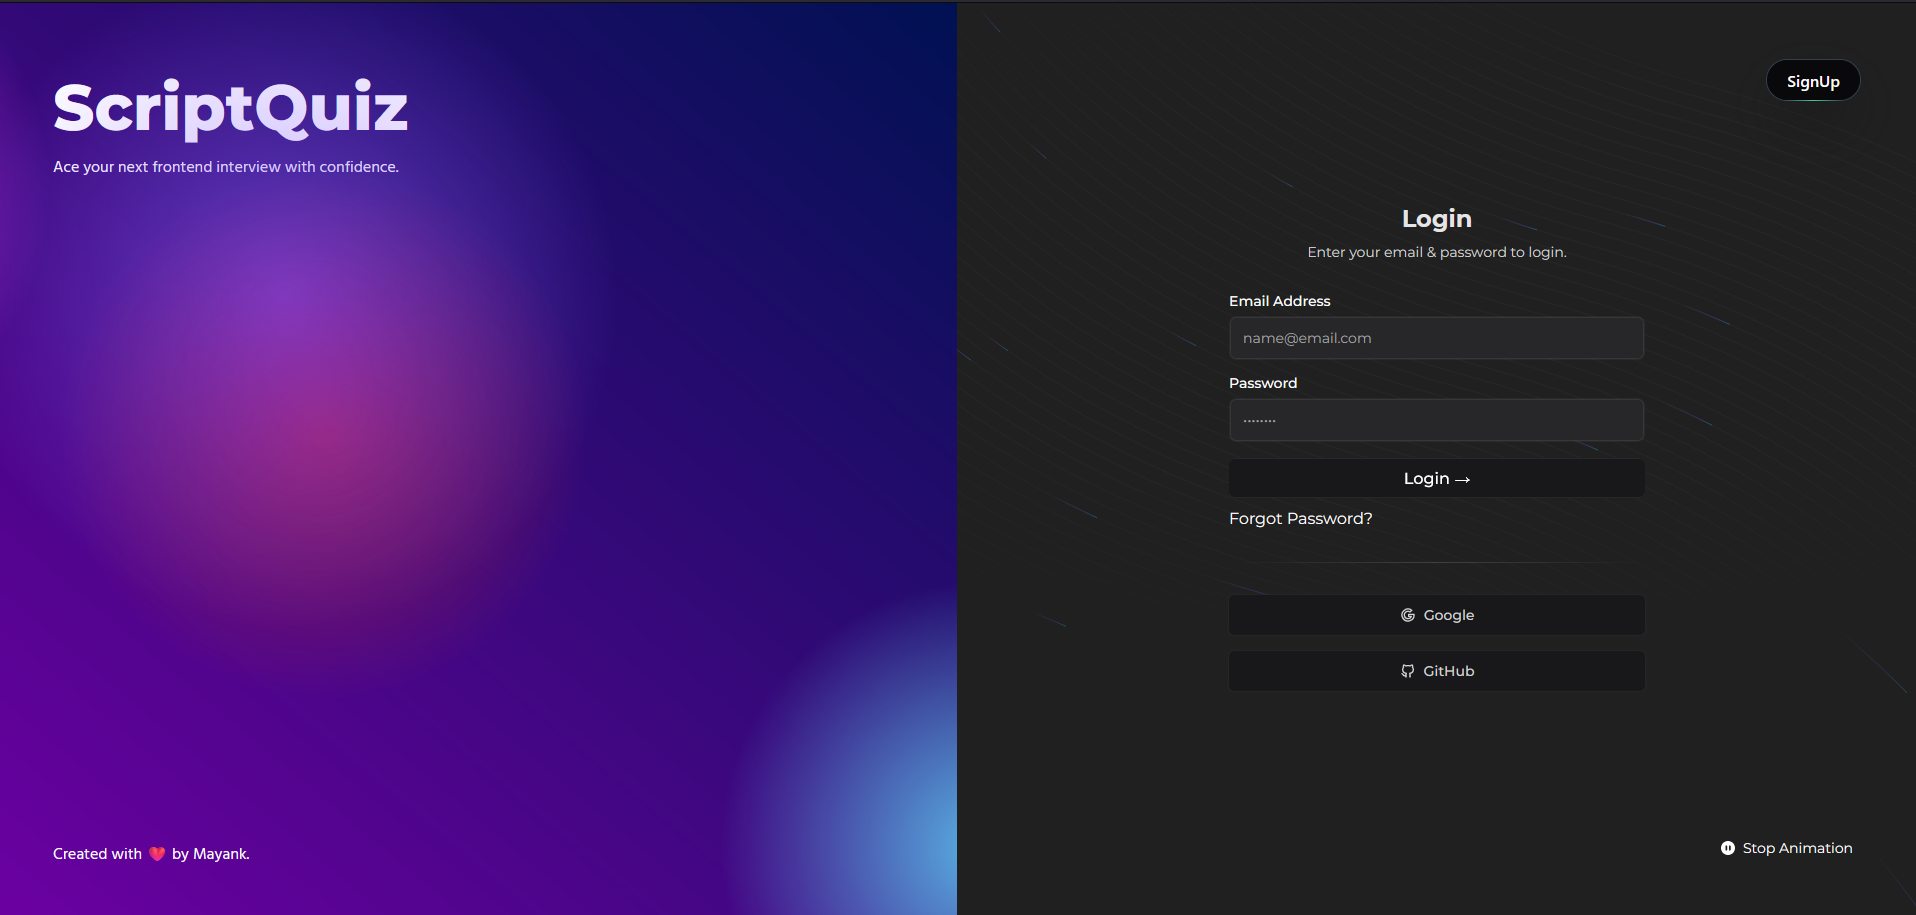 ScriptQuiz
Ace your next frontend interview with confidence.
Created with ❤️ by Mayank.
SignUp
Login
Enter your email & password to login.
Email Address
name@email.com
Password
••••••••
Login →
Forgot Password?
Google
GitHub
Stop Animation